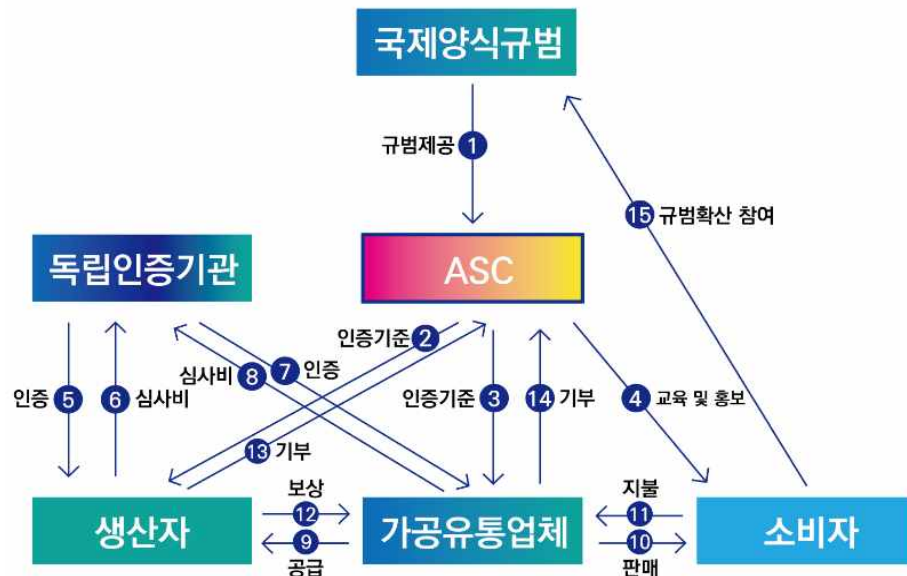 국제양식규범
규범제공 1
15 규범확산 참여
독립인증기관
ASC
인증 5
6 심사비
심사비 8
7 인증
인증기준 2
13 기부
인증기준 3
14 기부
4 교육 및 홍보
생산자
보상
12
9
공급
가공유통업체
지불
11
10
판매
소비자